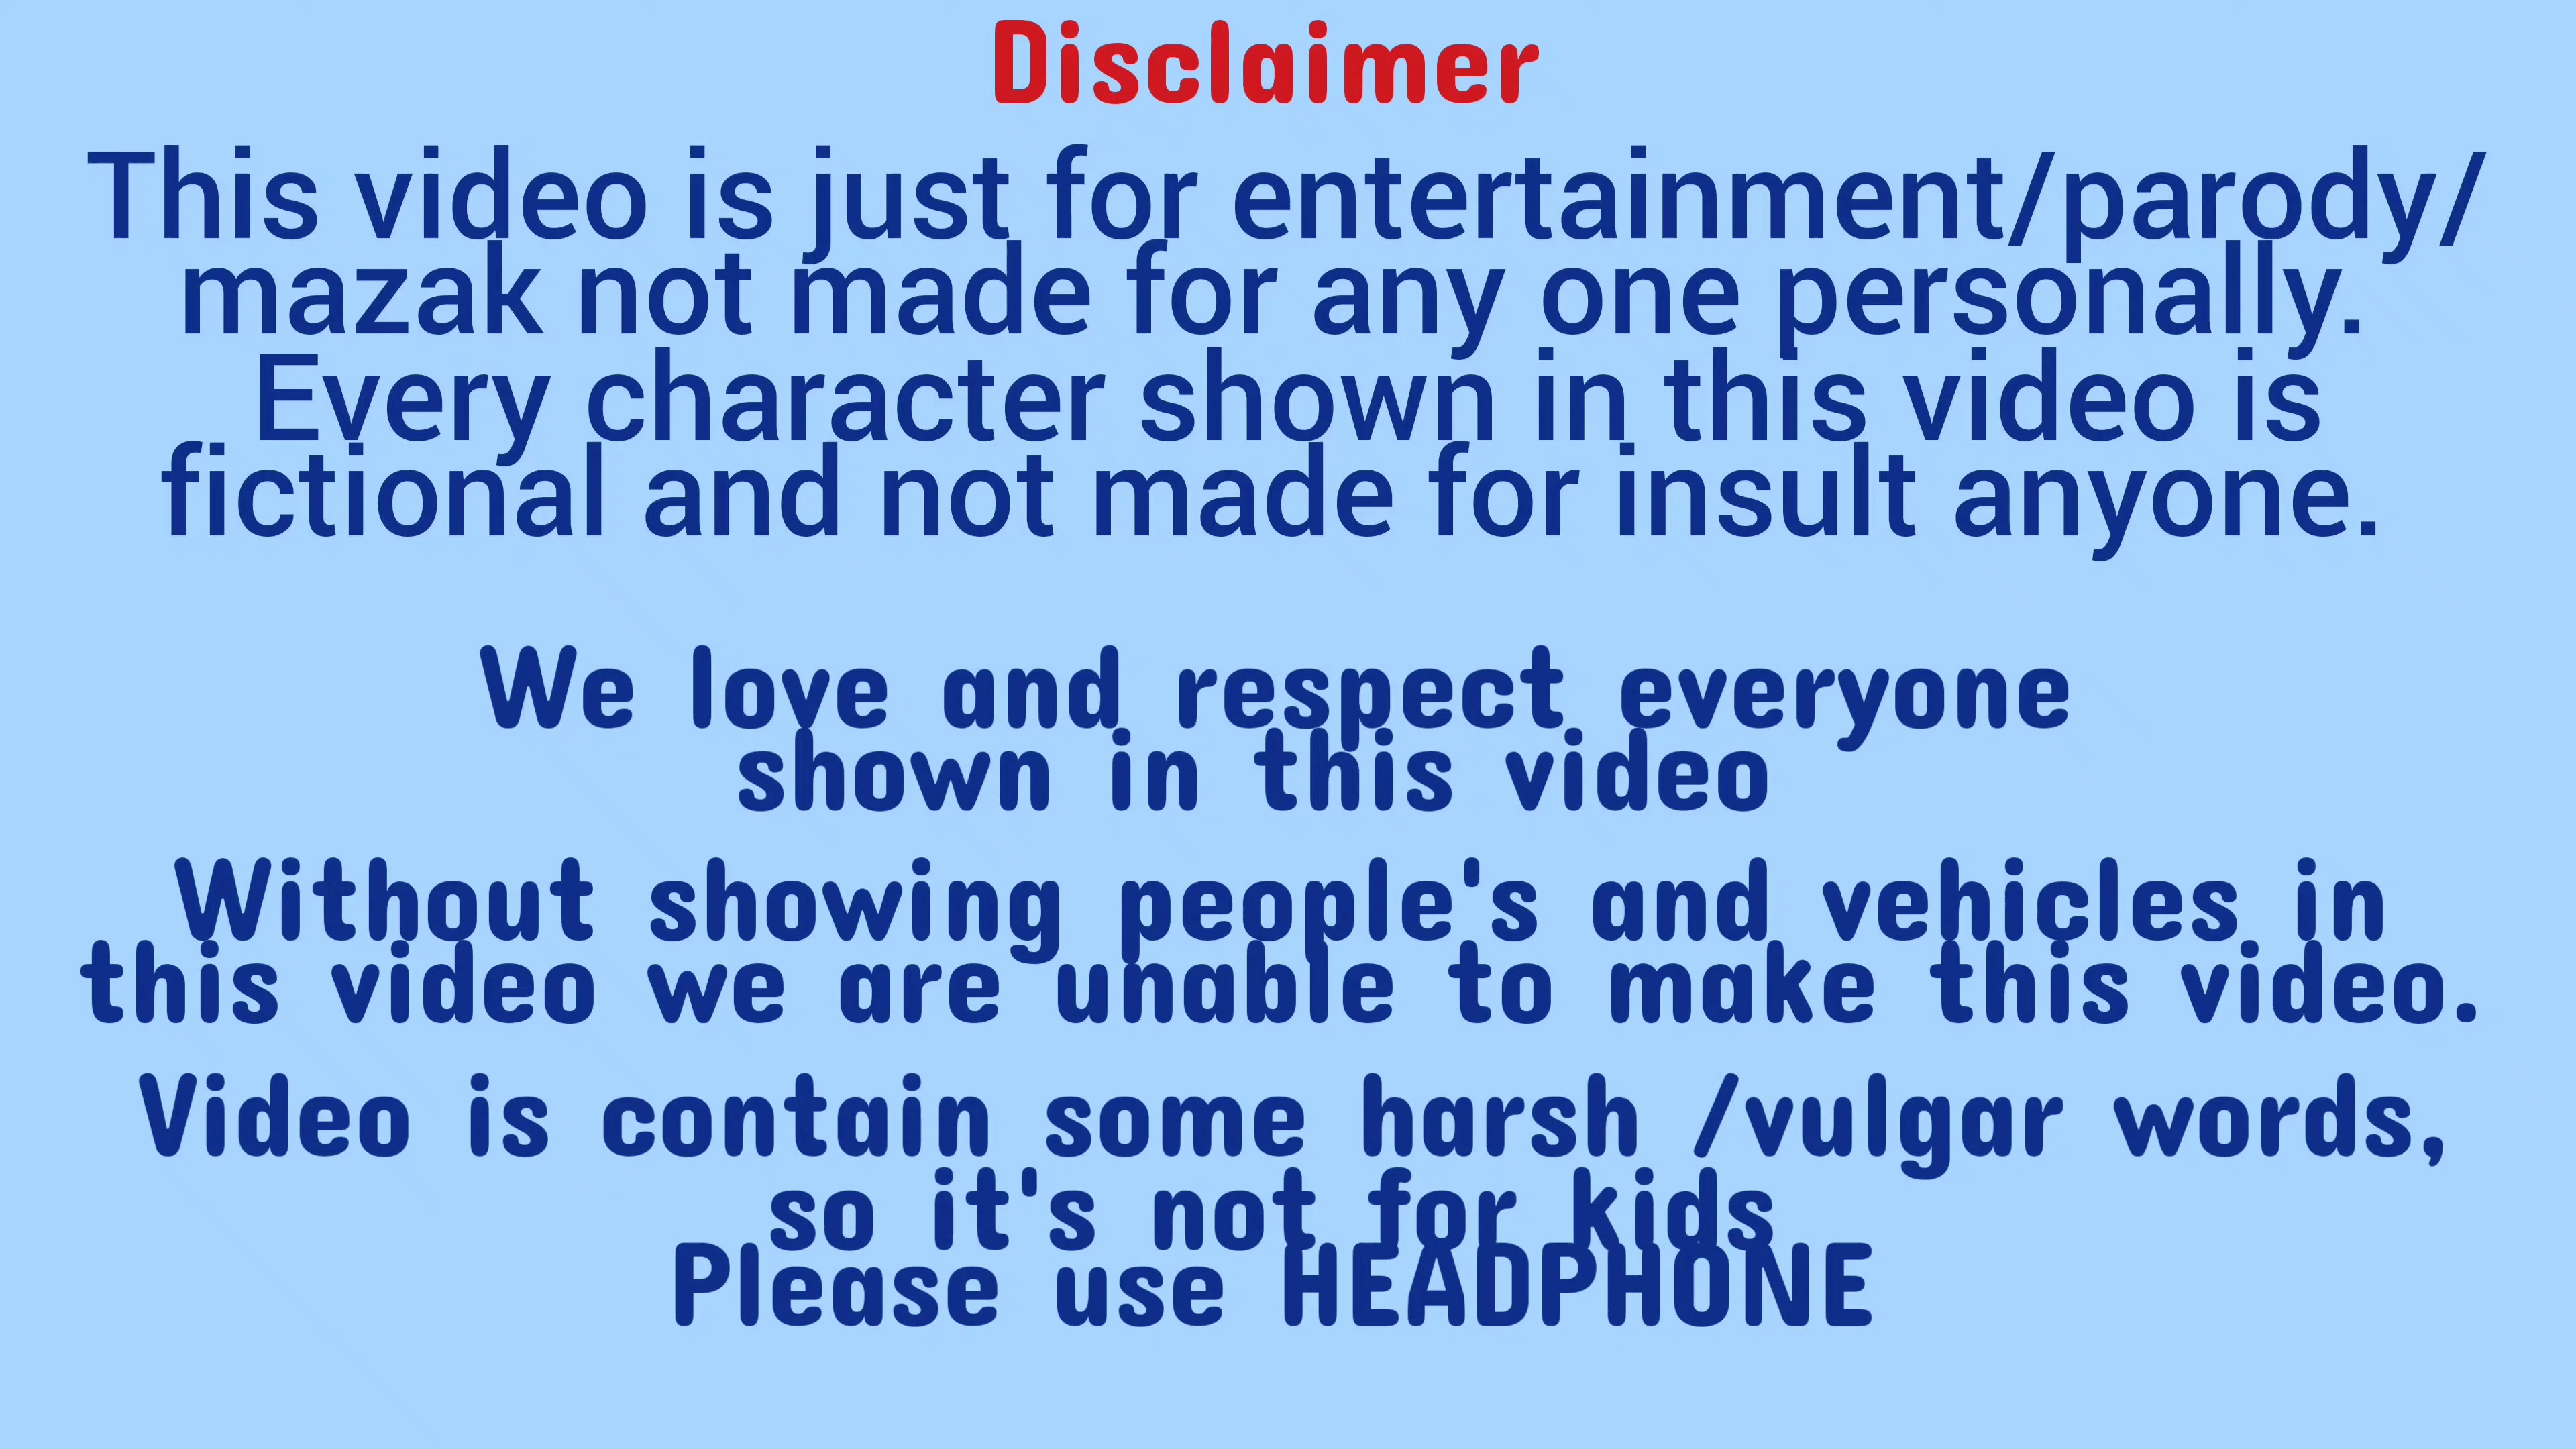 Disclaimer
This video is just for entertainment/parody/
mazak not made for any one personally.
Every character shown in this video is
fictional and not made for insult anyone.
We love and respect everyone
shown in this video
Without showing people's and vehicles in
this video we are unable to make this video.
Video is contain some harsh /vulgar words,
so it's not for kids
Please use HEADPHONE